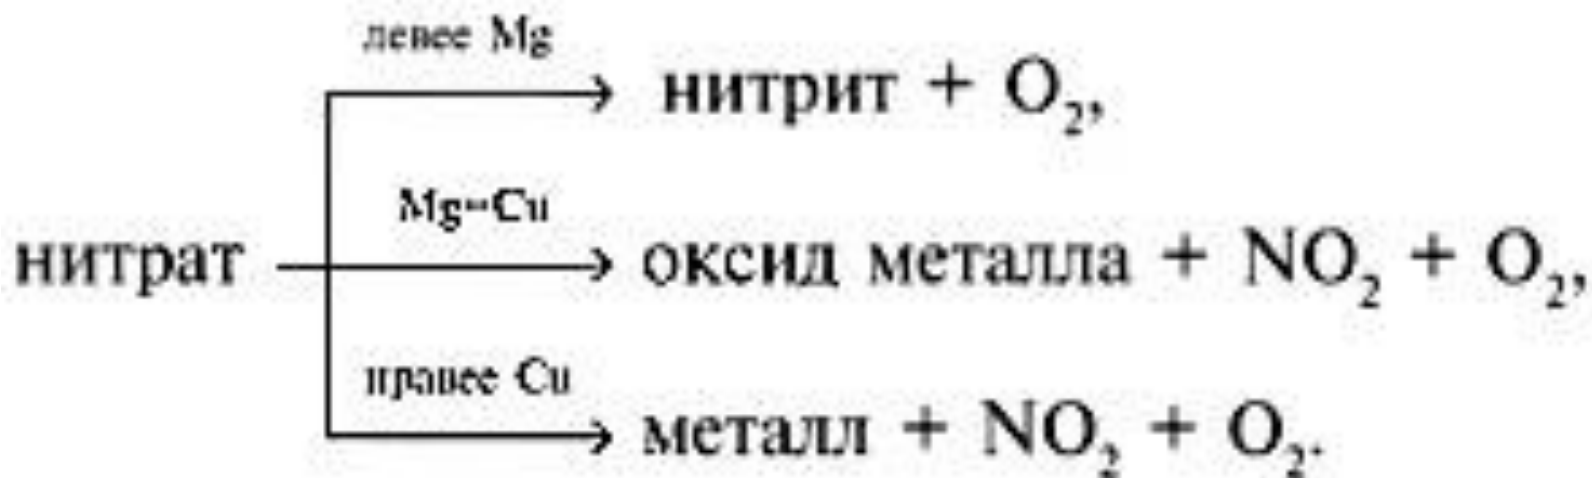 левее Mg
нитрит + O₂,
Mg–Cu
нитрат оксид металла + NO₂ + O₂,
правее Cu
металл + NO₂ + O₂.